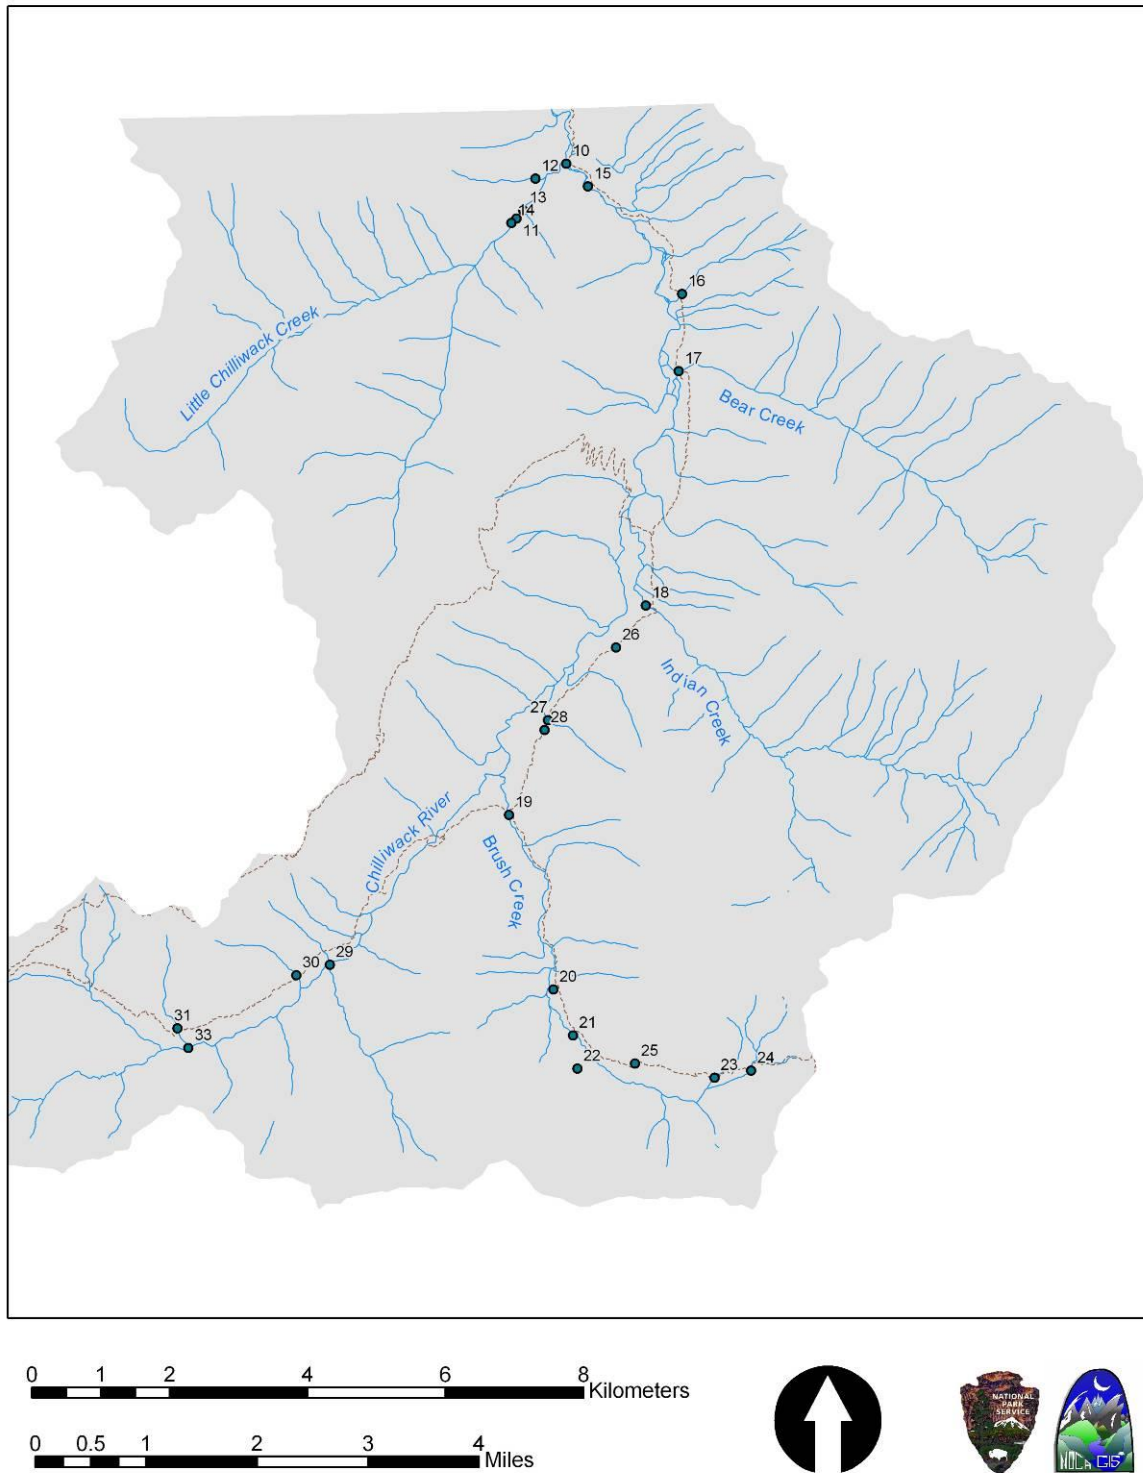 10
12
15
13
14
11
16
Little Chilliwack Creek
17
Bear Creek
18
26
Indian Creek
27
28
19
Chilliwack River
Brush Creek
29
30
20
31
21
33
22
25
23
24
0 1 2 4 6 8
Kilometers
0 0.5 1 2 3 4
Miles
NATIONAL
PARK
SERVICE
NOCA GIS